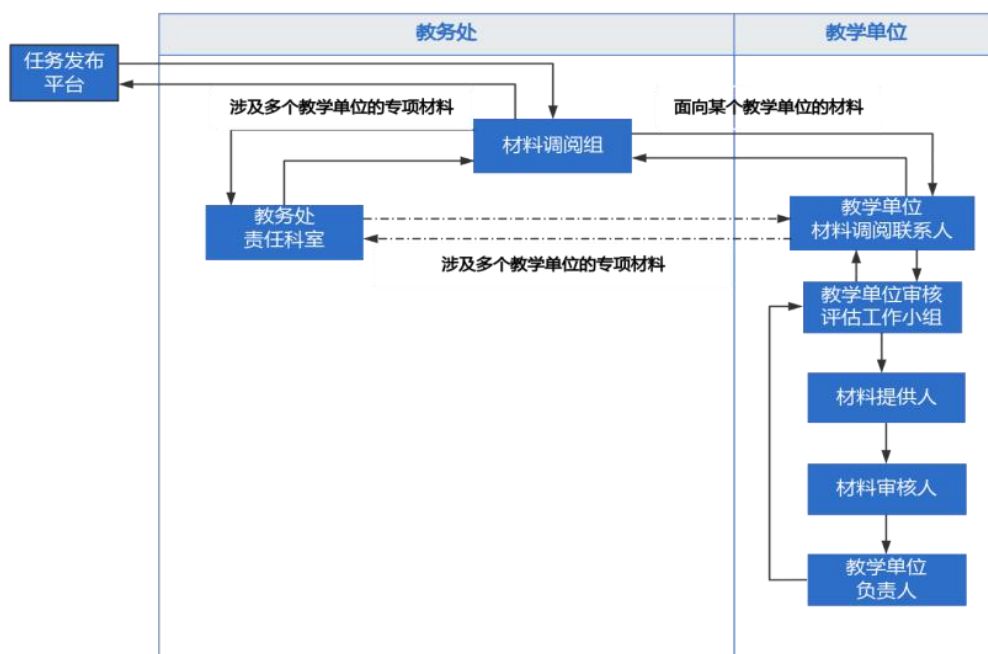 教务处
教学单位
任务发布
平台
涉及多个教学单位的专项材料
面向某个教学单位的材料
材料调阅组
教务处
责任科室
教学单位
材料调阅联系人
涉及多个教学单位的专项材料
教学单位审核
评估工作小组
材料提供人
材料审核人
教学单位
负责人